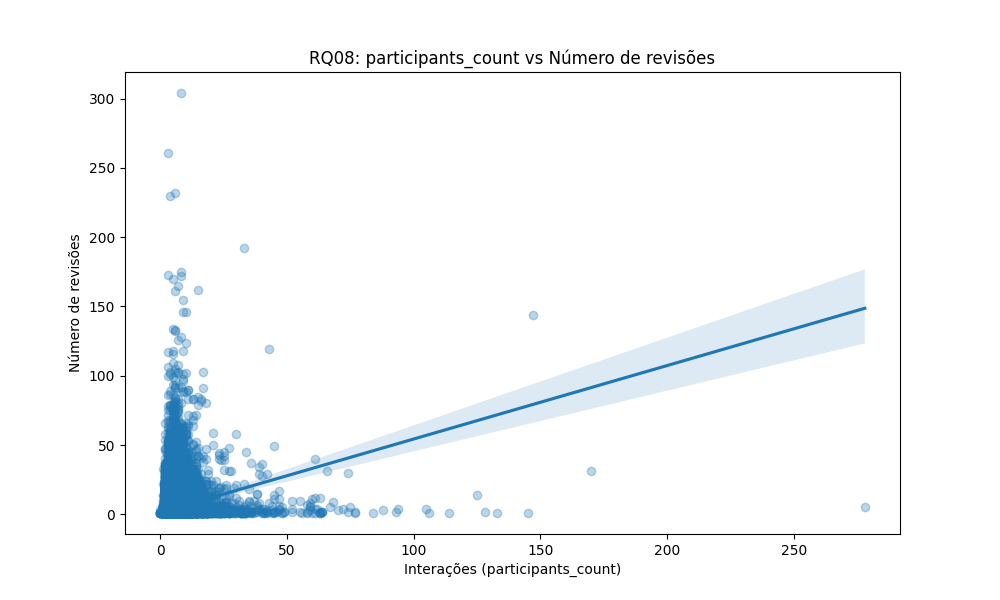 RQ08: participants_count vs Número de revisões
300
250
200
150
100
50
0
Número de revisões
0 50 100 150 200 250
Interações (participants_count)